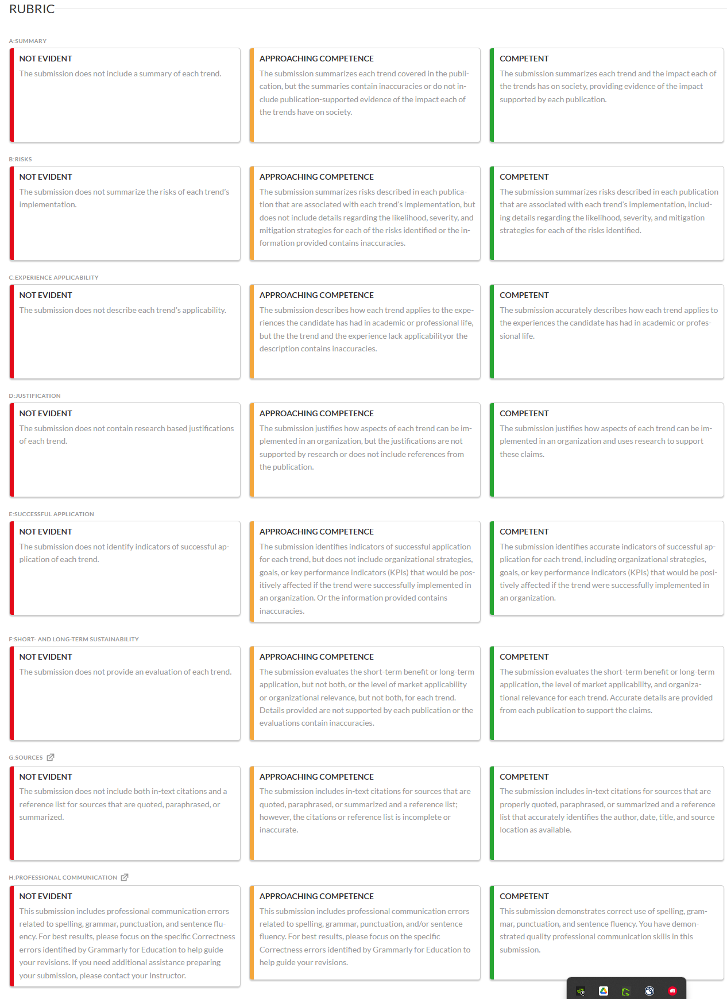 RUBRIC
A:SUMMARY
NOT EVIDENT
The submission does not include a summary of each trend.
APPROACHING COMPETENCE
The submission summarizes each trend covered in the publi-
cation, but the summaries contain inaccuracies or do not in-
clude publication-supported evidence of the impact each of
the trends have on society.
COMPETENT
The submission summarizes each trend and the impact each of
the trends has on society, providing evidence of the impact
supported by each publication.
B:RISKS
NOT EVIDENT
The submission does not summarize the risks of each trend’s
implementation.
APPROACHING COMPETENCE
The submission summarizes risks described in each publica-
tion that are associated with each trend’s implementation, but
does not include details regarding the likelihood, severity, and
mitigation strategies for each of the risks identified or the in-
formation provided contains inaccuracies.
COMPETENT
The submission summarizes risks described in each publication
that are associated with each trend’s implementation, includ-
ing details regarding the likelihood, severity, and mitigation
strategies for each of the risks identified.
C:EXPERIENCE APPLICABILITY
NOT EVIDENT
The submission does not describe each trend’s applicability.
APPROACHING COMPETENCE
The submission describes how each trend applies to the expe-
riences the candidate has had in academic or professional life,
but the the trend and the experience lack applicabilityor the
description contains inaccuracies.
COMPETENT
The submission accurately describes how each trend applies to
the experiences the candidate has had in academic or profes-
sional life.
D:JUSTIFICATION
NOT EVIDENT
The submission does not contain research based justifications
of each trend.
APPROACHING COMPETENCE
The submission justifies how aspects of each trend can be im-
plemented in an organization, but the justifications are not
supported by research or does not include references from
the publication.
COMPETENT
The submission justifies how aspects of each trend can be im-
plemented in an organization and uses research to support
these claims.
E:SUCCESSFUL APPLICATION
NOT EVIDENT
The submission does not identify indicators of successful ap-
plication of each trend.
APPROACHING COMPETENCE
The submission identifies indicators of successful application
for each trend, but does not include organizational strategies,
goals, or key performance indicators (KPIs) that would be pos-
itively affected if the trend were successfully implemented in
an organization. Or the information provided contains
inaccuracies.
COMPETENT
The submission identifies accurate indicators of successful ap-
plication for each trend, including organizational strategies,
goals, or key performance indicators (KPIs) that would be posi-
tively affected if the trend were successfully implemented in
an organization.
F:SHORT- AND LONG-TERM SUSTAINABILITY
NOT EVIDENT
The submission does not provide an evaluation of each trend.
APPROACHING COMPETENCE
The submission evaluates the short-term benefit or long-term
application, but not both, or the level of market applicability
or organizational relevance, but not both, for each trend.
Details provided are not supported by each publication or the
evaluations contain inaccuracies.
COMPETENT
The submission evaluates the short-term benefit or long-term
application, the level of market applicability, and organiza-
tional relevance for each trend. Accurate details are provided
from each publication to support the claims.
G:SOURCES
NOT EVIDENT
The submission does not include both in-text citations and a
reference list for sources that are quoted, paraphrased, or
summarized.
APPROACHING COMPETENCE
The submission includes in-text citations for sources that are
quoted, paraphrased, or summarized and a reference list;
however, the citations or reference list is incomplete or
inaccurate.
COMPETENT
The submission includes in-text citations for sources that are
properly quoted, paraphrased, or summarized and a reference
list that accurately identifies the author, date, title, and source
location as available.
H:PROFESSIONAL COMMUNICATION
NOT EVIDENT
This submission includes professional communication errors
related to spelling, grammar, punctuation, and sentence flu-
ency. For best results, please focus on the specific Correctness
errors identified by Grammarly for Education to help guide
your revisions. If you need additional assistance preparing
your submission, please contact your Instructor.
APPROACHING COMPETENCE
This submission includes professional communication errors
related to spelling, grammar, punctuation, and/or sentence
fluency. For best results, please focus on the specific
Correctness errors identified by Grammarly for Education to
help guide your revisions.
COMPETENT
This submission demonstrates correct use of spelling, gram-
mar, punctuation, and sentence fluency. You have demon-
strated quality professional communication skills in this
submission.